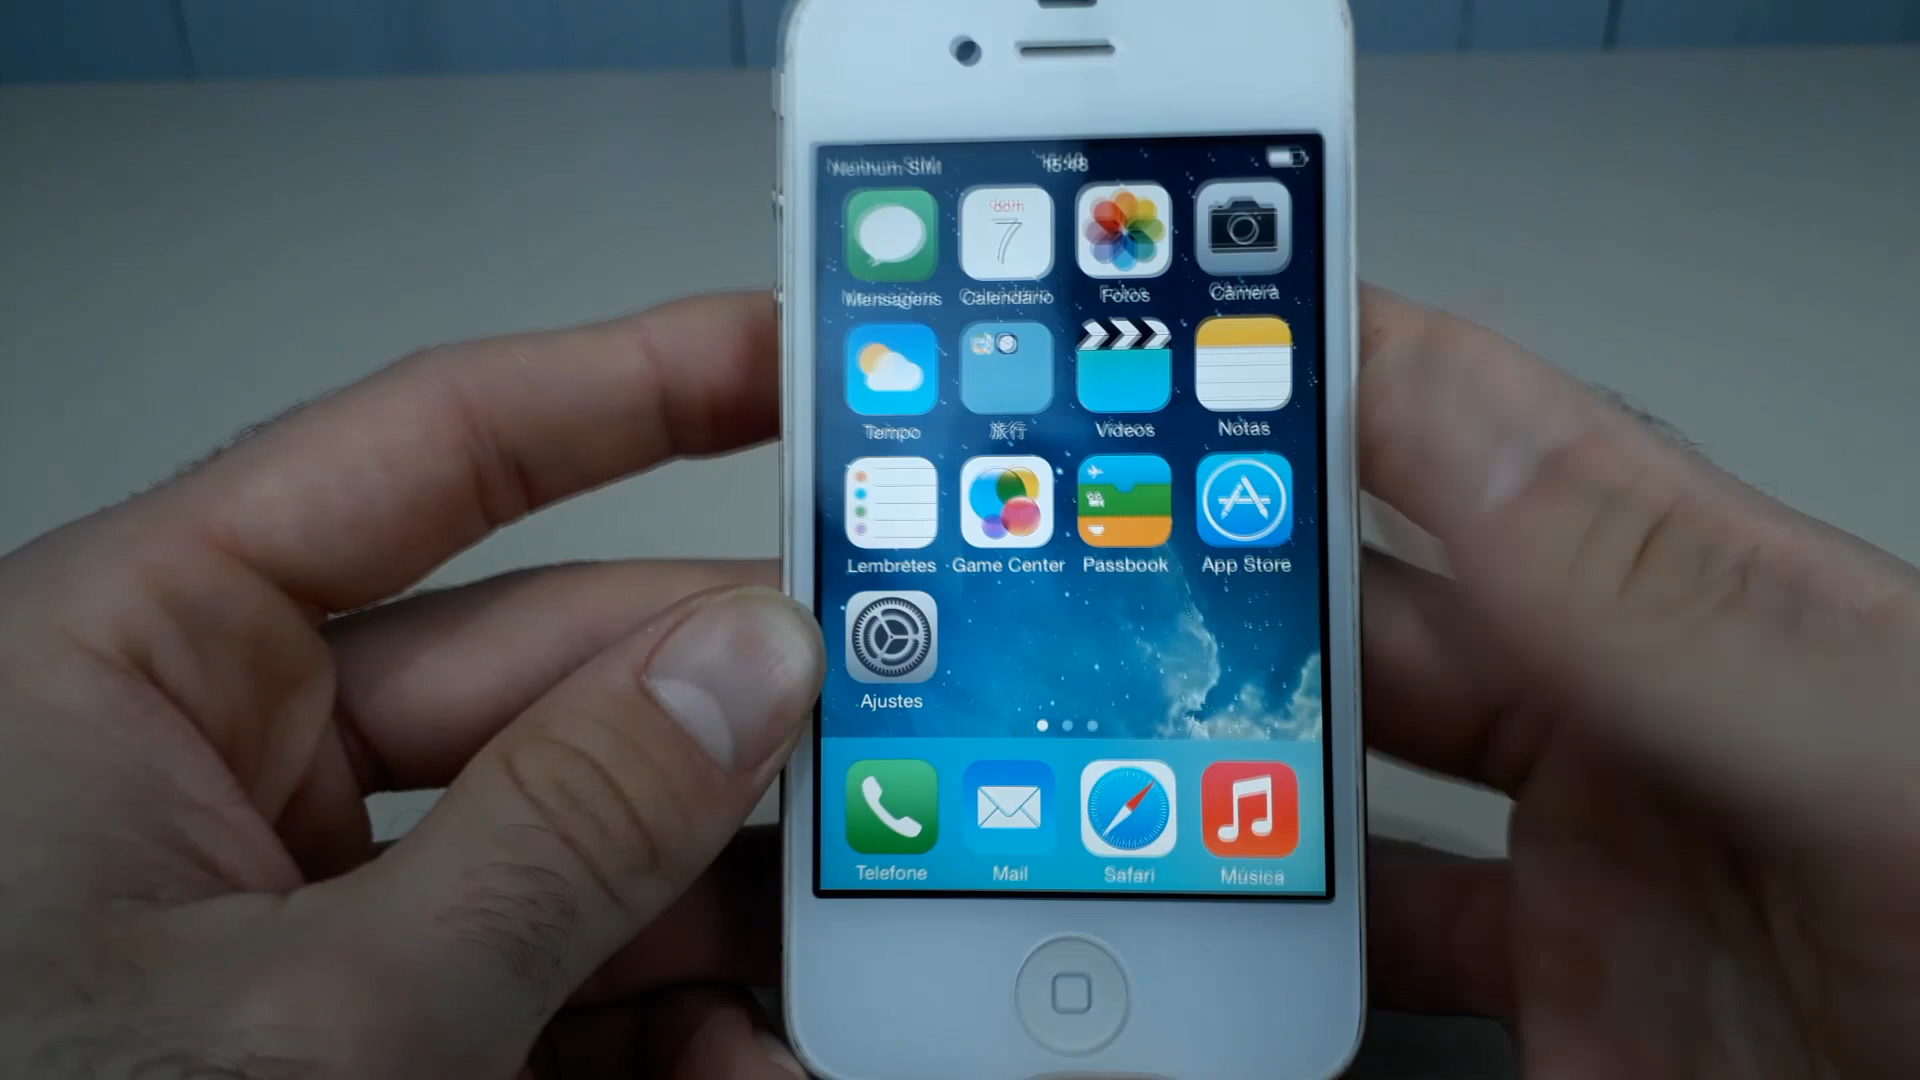 Nenhum SIM 15:48
dom
7
Mensagens Calendário Fotos Câmera
Tempo 旅行 Vídeos Notas
Lembretes Game Center Passbook App Store
Ajustes
Telefone Mail Safari Música